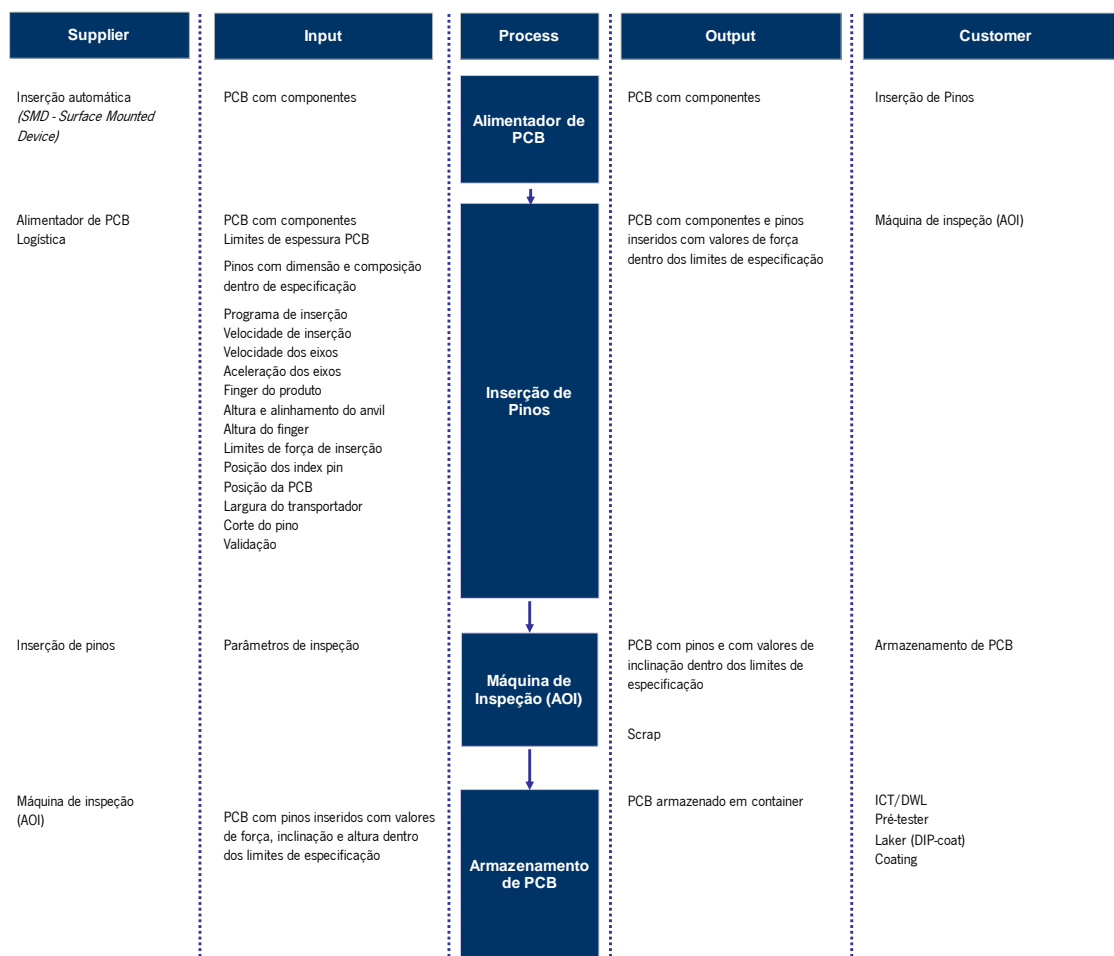 Supplier
Input
Process
Output
Customer
Inserção automática
(SMD - Surface Mounted
Device)
PCB com componentes
Alimentador de
PCB
PCB com componentes
Inserção de Pinos
Alimentador de PCB
Logística
PCB com componentes
Limites de espessura PCB
Pinos com dimensão e composição
dentro de especificação
Programa de inserção
Velocidade de inserção
Velocidade dos eixos
Aceleração dos eixos
Finger do produto
Altura e alinhamento do anvil
Altura do finger
Limites de força de inserção
Posição dos index pin
Posição da PCB
Largura do transportador
Corte do pino
Validação
Inserção de
Pinos
PCB com componentes e pinos
inseridos com valores de força
dentro dos limites de especificação
Máquina de inspeção (AOI)
Inserção de pinos
Parâmetros de inspeção
Máquina de
Inspeção (AOI)
PCB com pinos e com valores de
inclinação dentro dos limites de
especificação
Scrap
Armazenamento de PCB
Máquina de inspeção
(AOI)
PCB com pinos inseridos com valores
de força, inclinação e altura dentro
dos limites de especificação
Armazenamento
de PCB
PCB armazenado em container
ICT/DWL
Pré-tester
Laker (DIP-coat)
Coating